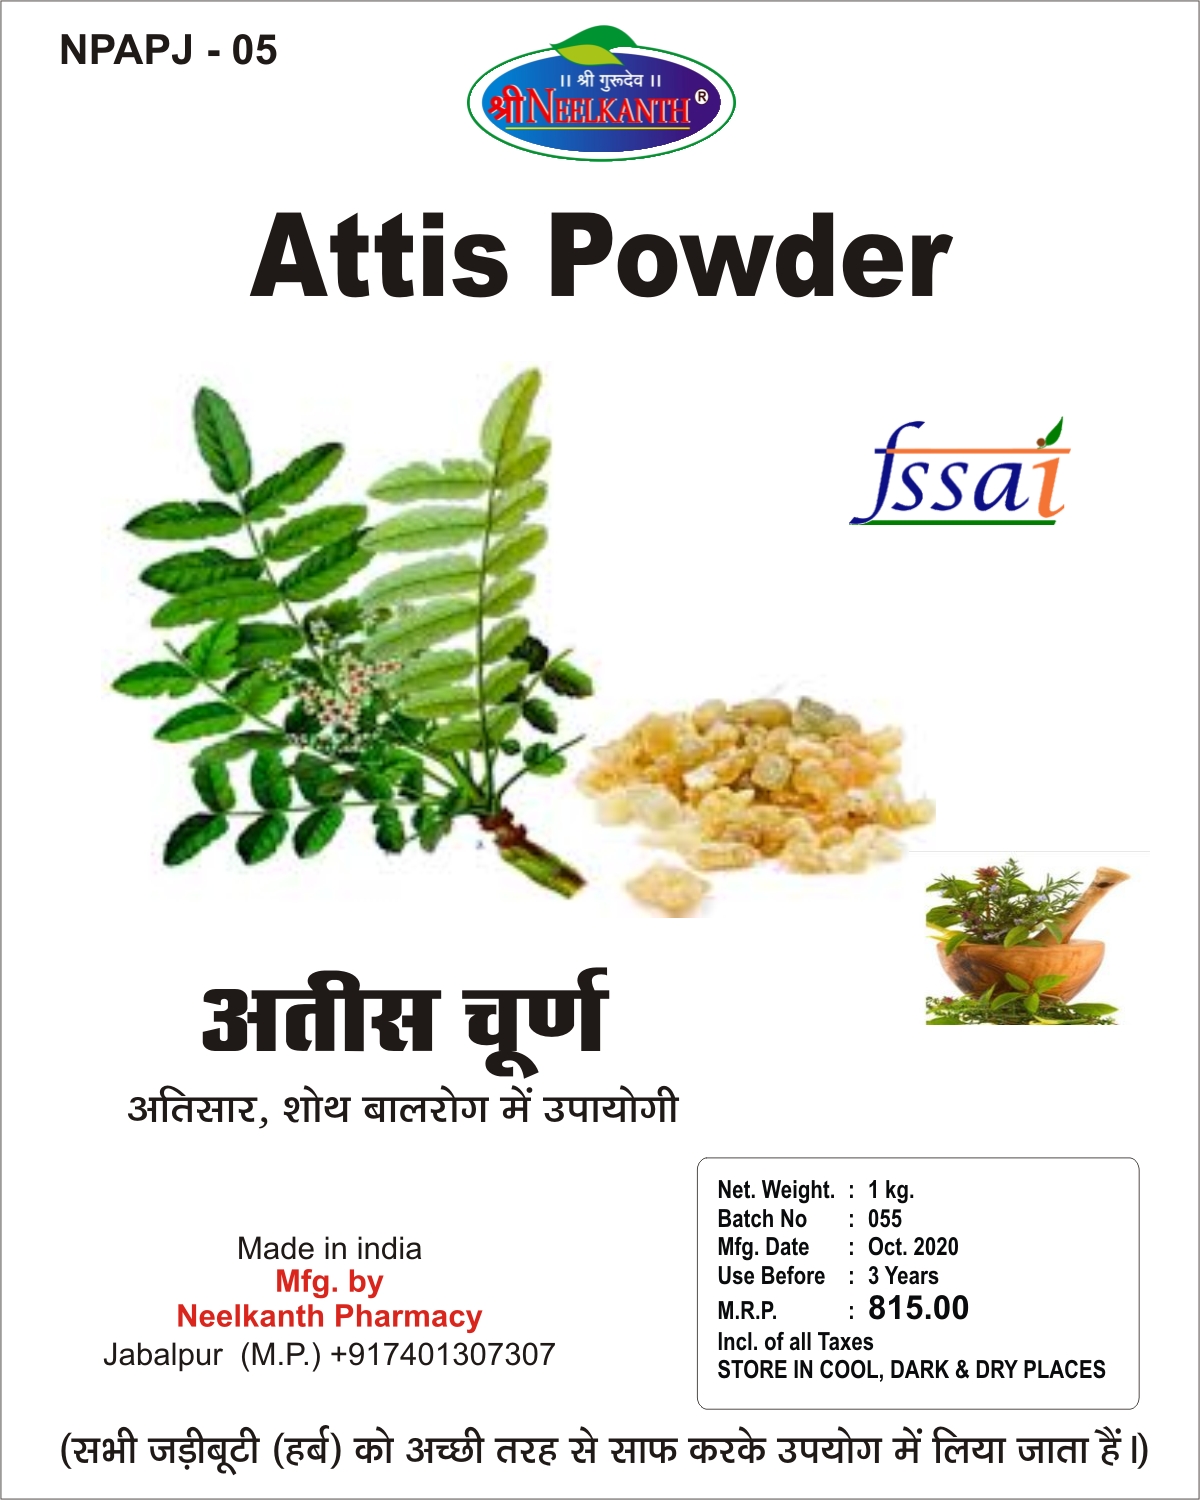 NPAPJ - 05
।। श्री गुरूदेव ।।
श्री NEELKANTH ®
Attis Powder
fssai
अतीस चूर्ण
अतिसार, शोथ बालरोग में उपायोगी
Net. Weight. : 1 kg.
Batch No : 055
Mfg. Date : Oct. 2020
Use Before : 3 Years
M.R.P. : 815.00
Incl. of all Taxes
STORE IN COOL, DARK & DRY PLACES
Made in india
Mfg. by
Neelkanth Pharmacy
Jabalpur (M.P.) +917401307307
(सभी जड़ीबूटी (हर्ब) को अच्छी तरह से साफ करके उपयोग में लिया जाता हैं।)